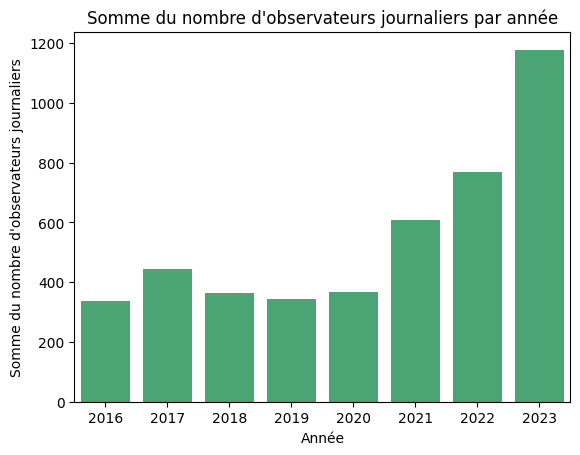 Somme du nombre d'observateurs journaliers par année
Somme du nombre d'observateurs journaliers
1200
1000
800
600
400
200
0
2016 2017 2018 2019 2020 2021 2022 2023
Année